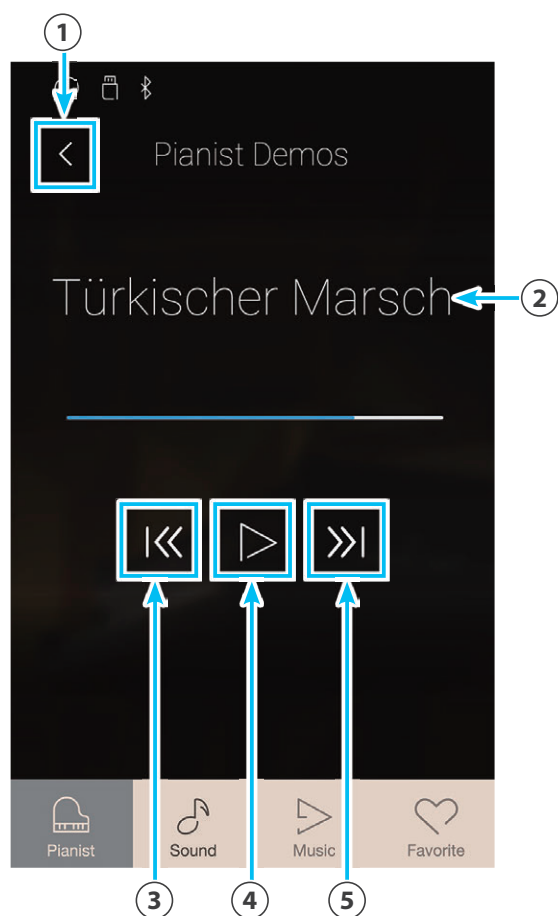 ①
Pianist Demos
Türkischer Marsch
②
Pianist Sound Music Favorite
③ ④ ⑤